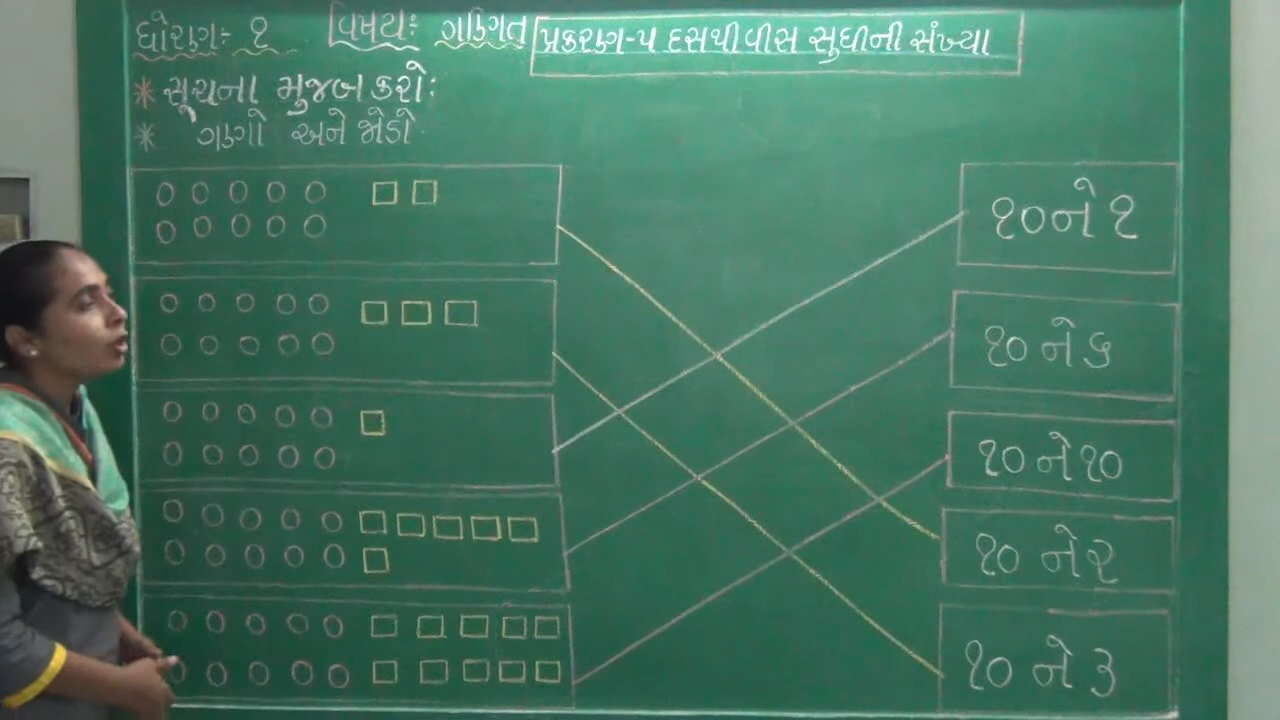 ધોરણઃ- ૧ વિષયઃ ગણિત પ્રકરણ-૫ દસથી વીસ સુધીની સંખ્યા
* સૂચના મુજબ કરોઃ
* ગણો અને જોડો
૧૦ ને ૧
૧૦ ને ૬
૧૦ ને ૧૦
૧૦ ને ૨
૧૦ ને ૩